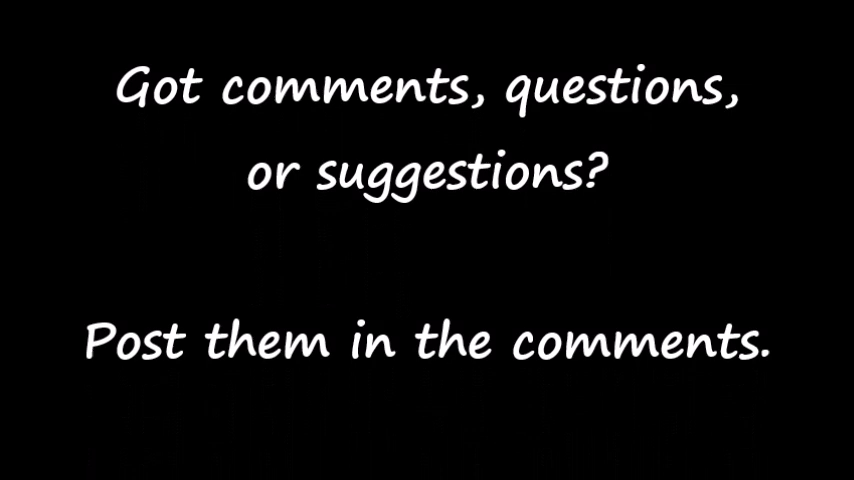 Got comments, questions,
or suggestions?
Post them in the comments.